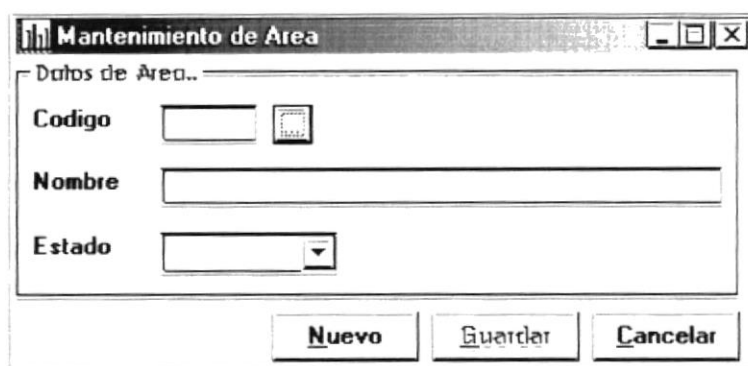 Mantenimiento de Area
Datos de Area..
Codigo
Nombre
Estado
Nuevo Guardar Cancelar